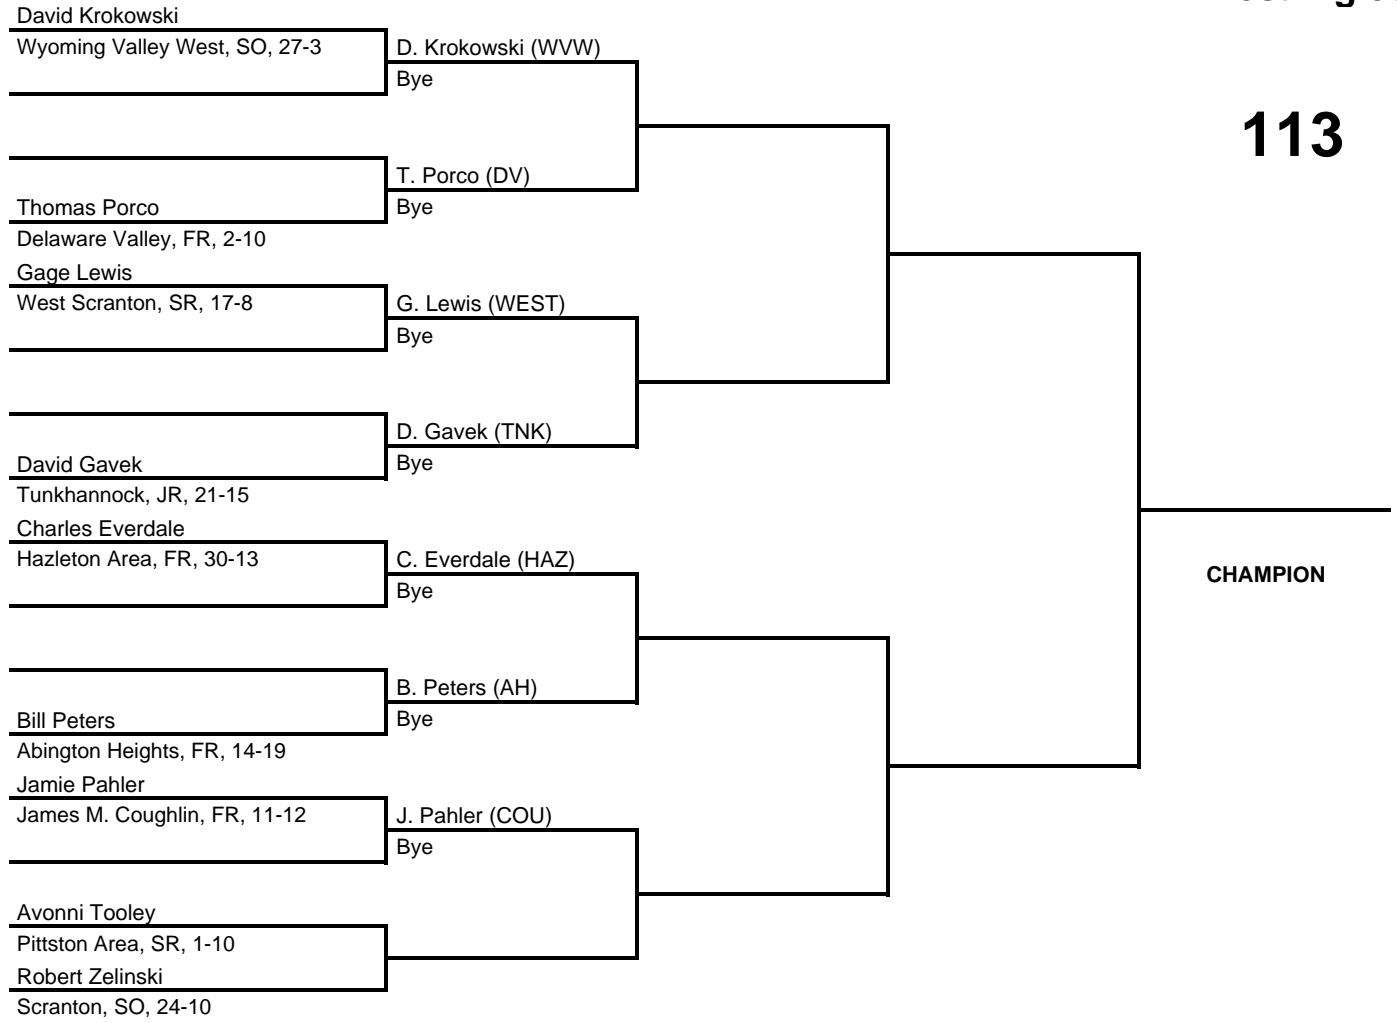 David Krokowski
Wyoming Valley West, SO, 27-3
D. Krokowski (WVW)
Bye
113
T. Porco (DV)
Thomas Porco
Bye
Delaware Valley, FR, 2-10
Gage Lewis
West Scranton, SR, 17-8
G. Lewis (WEST)
Bye
D. Gavek (TNK)
David Gavek
Bye
Tunkhannock, JR, 21-15
Charles Everdale
Hazleton Area, FR, 30-13
C. Everdale (HAZ)
CHAMPION
Bye
B. Peters (AH)
Bill Peters
Bye
Abington Heights, FR, 14-19
Jamie Pahler
James M. Coughlin, FR, 11-12
J. Pahler (COU)
Bye
Avonni Tooley
Pittston Area, SR, 1-10
Robert Zelinski
Scranton, SO, 24-10